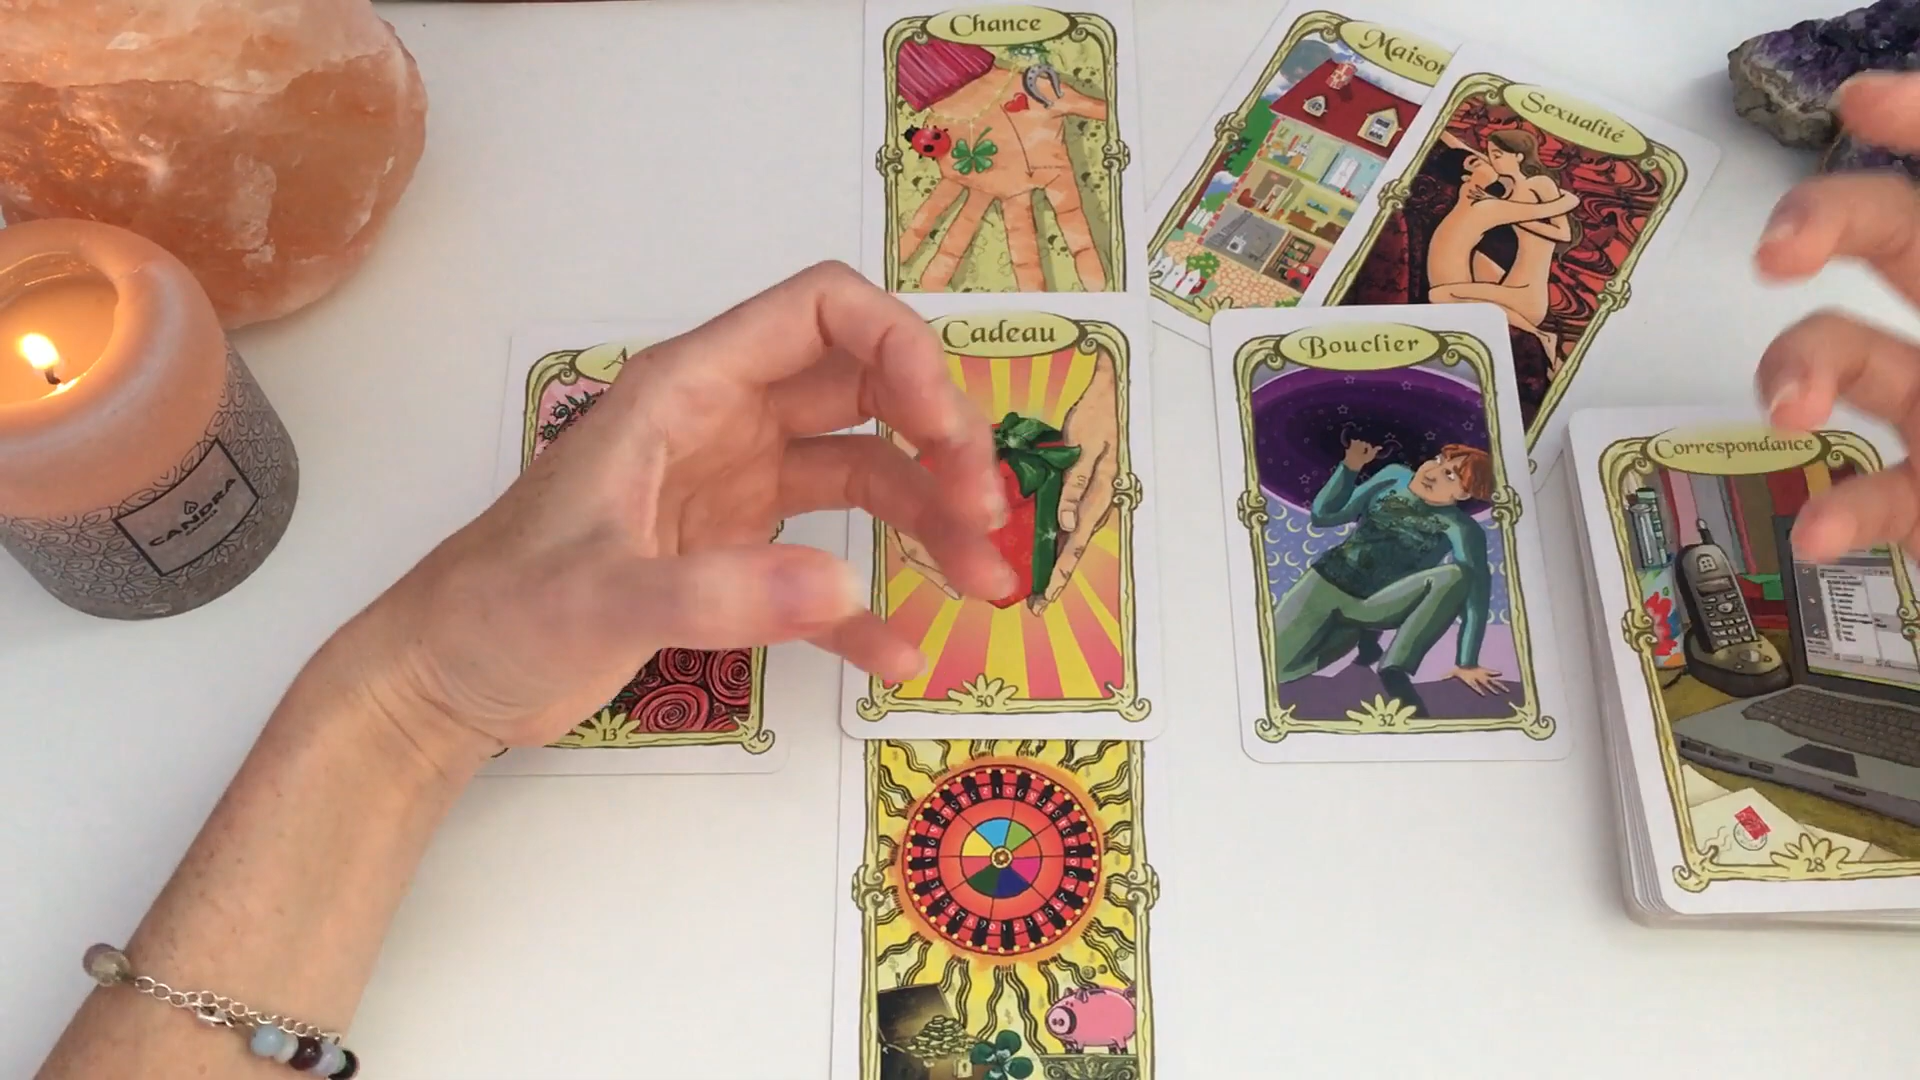 Chance
Maison
Sexualité
Cadeau
Bouclier
Correspondance
CANDRA
13
50
32
28